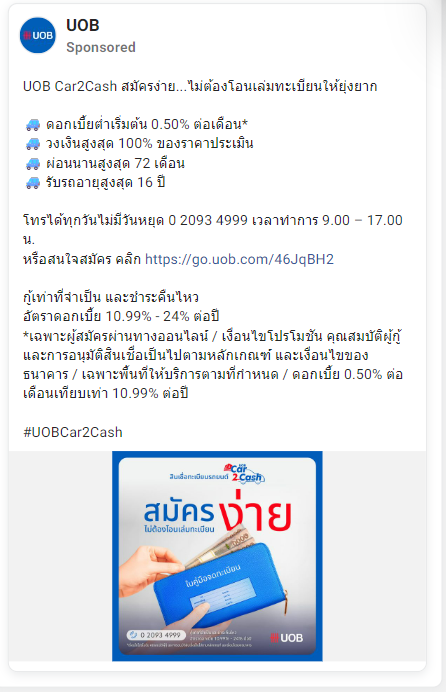 UOB
UOB
Sponsored
UOB Car2Cash สมัครง่าย...ไม่ต้องโอนเล่มทะเบียนให้ยุ่งยาก
🚙 ดอกเบี้ยต่ำเริ่มต้น 0.50% ต่อเดือน*
🚙 วงเงินสูงสุด 100% ของราคาประเมิน
🚙 ผ่อนนานสูงสุด 72 เดือน
🚙 รับรถอายุสูงสุด 16 ปี
โทรได้ทุกวันไม่มีวันหยุด 0 2093 4999 เวลาทำการ 9.00 – 17.00
น.
หรือสนใจสมัคร คลิก https://go.uob.com/46JqBH2
กู้เท่าที่จำเป็น และชำระคืนไหว
อัตราดอกเบี้ย 10.99% - 24% ต่อปี
*เฉพาะผู้สมัครผ่านทางออนไลน์ / เงื่อนไขโปรโมชัน คุณสมบัติผู้กู้
และการอนุมัติสินเชื่อเป็นไปตามหลักเกณฑ์ และเงื่อนไขของ
ธนาคาร / เฉพาะพื้นที่ให้บริการตามที่กำหนด / ดอกเบี้ย 0.50% ต่อ
เดือนเทียบเท่า 10.99% ต่อปี
#UOBCar2Cash
สินเชื่อทะเบียนรถยนต์ Car2Cash
สมัครง่าย
ไม่ต้องโอนเล่มทะเบียน
ใบคู่มือจดทะเบียน
0 2093 4999
UOB